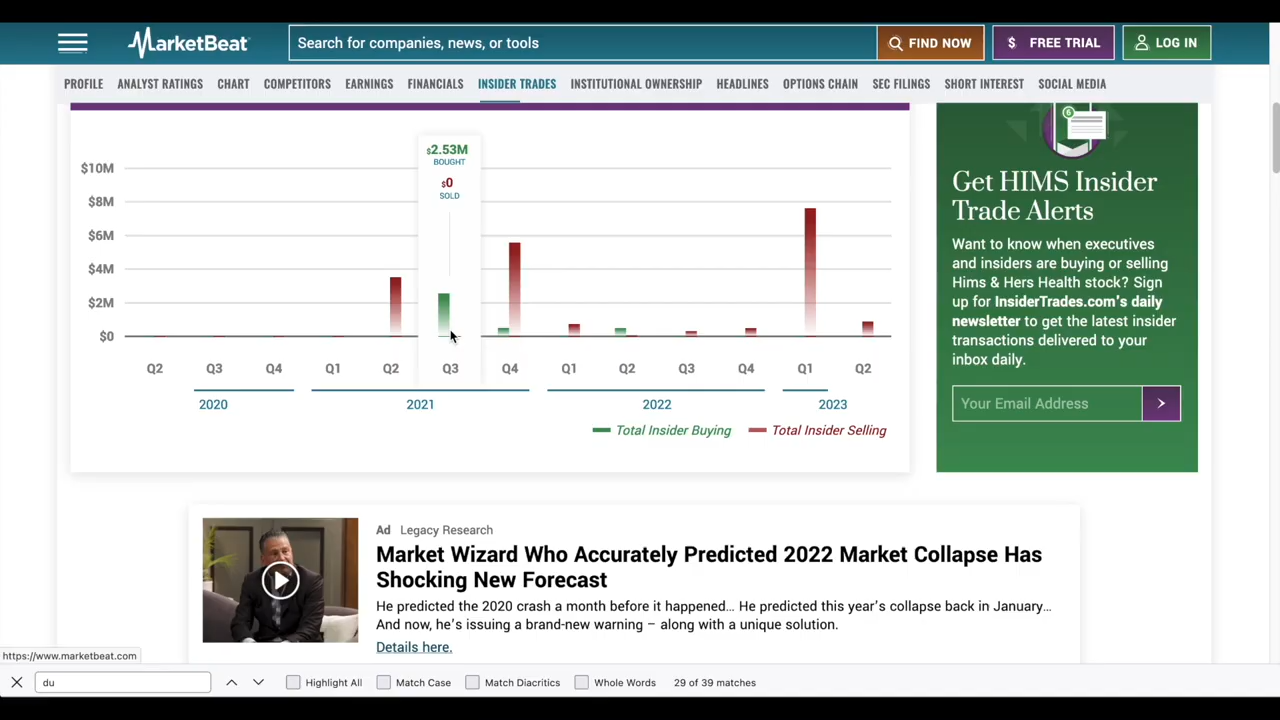 MarketBeat
Search for companies, news, or tools
FIND NOW
$ FREE TRIAL
LOG IN
PROFILE ANALYST RATINGS CHART COMPETITORS EARNINGS FINANCIALS INSIDER TRADES INSTITUTIONAL OWNERSHIP HEADLINES OPTIONS CHAIN SEC FILINGS SHORT INTEREST SOCIAL MEDIA
$2.53M
BOUGHT
$0
SOLD
$10M
$8M
$6M
$4M
$2M
$0
Q2 Q3 Q4 Q1 Q2 Q3 Q4 Q1 Q2 Q3 Q4 Q1 Q2
2020 2021 2022 2023
Total Insider Buying Total Insider Selling
6
Get HIMS Insider
Trade Alerts
Want to know when executives
and insiders are buying or selling
Hims & Hers Health stock? Sign
up for InsiderTrades.com's daily
newsletter to get the latest insider
transactions delivered to your
inbox daily.
Your Email Address >
Ad Legacy Research
Market Wizard Who Accurately Predicted 2022 Market Collapse Has
Shocking New Forecast
He predicted the 2020 crash a month before it happened... He predicted this year's collapse back in January...
And now, he's issuing a brand-new warning – along with a unique solution.
Details here.
https://www.marketbeat.com
du
Highlight All Match Case Match Diacritics Whole Words 29 of 39 matches